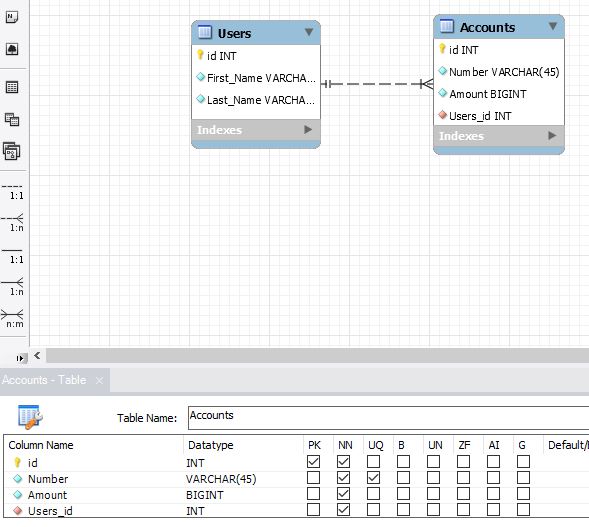 Users
id INT
First_Name VARCHA...
Last_Name VARCHA...
Indexes
Accounts
id INT
Number VARCHAR(45)
Amount BIGINT
Users_id INT
Indexes
1:1
1:n
1:1
1:n
n:m
Accounts - Table
Table Name: Accounts
Column Name Datatype PK NN UQ B UN ZF AI G Default/
id INT
Number VARCHAR(45)
Amount BIGINT
Users_id INT